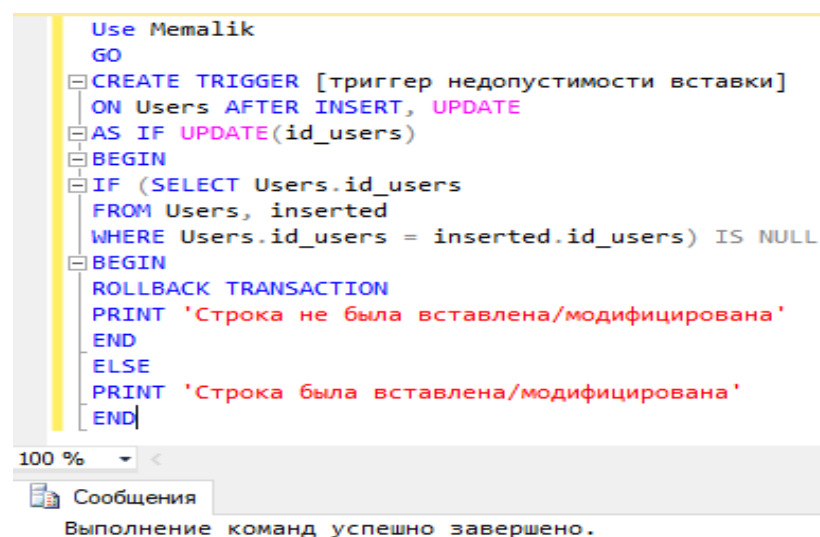 Use Memalik
GO
CREATE TRIGGER [триггер недопустимости вставки]
ON Users AFTER INSERT, UPDATE
AS IF UPDATE(id_users)
BEGIN
IF (SELECT Users.id_users
FROM Users, inserted
WHERE Users.id_users = inserted.id_users) IS NULL
BEGIN
ROLLBACK TRANSACTION
PRINT 'Строка не была вставлена/модифицирована'
END
ELSE
PRINT 'Строка была вставлена/модифицирована'
END
100 %
Сообщения
Выполнение команд успешно завершено.